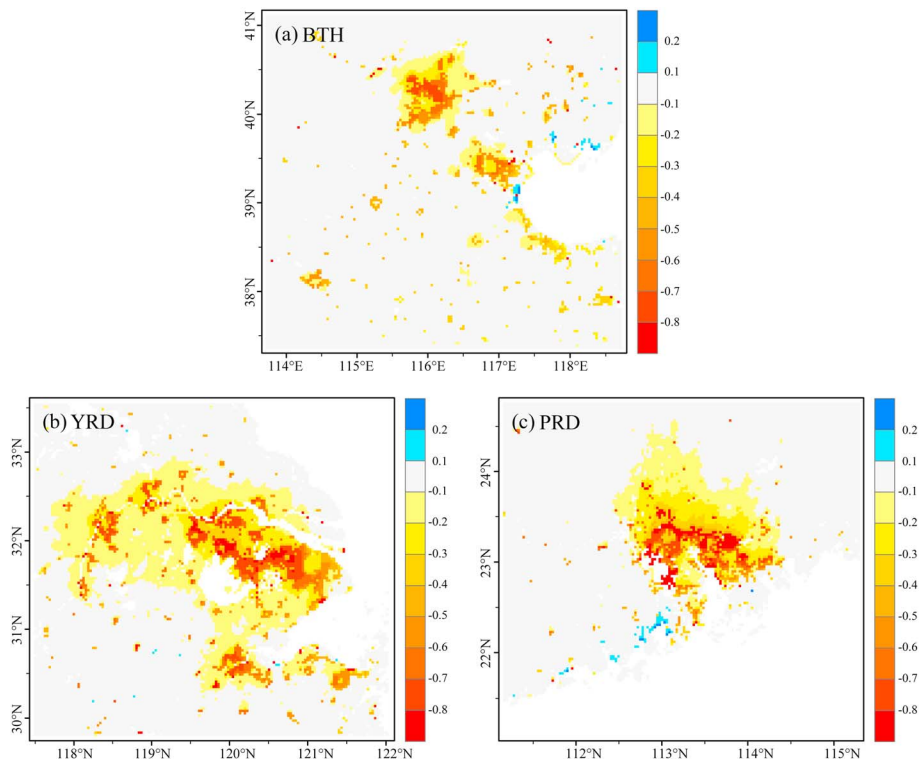 (a) BTH
41°N
40°N
39°N
38°N
114°E
115°E
116°E
117°E
118°E
0.2
0.1
-0.1
-0.2
-0.3
-0.4
-0.5
-0.6
-0.7
-0.8
(b) YRD
33°N
32°N
31°N
30°N
118°N
119°N
120°N
121°N
122°N
0.2
0.1
-0.1
-0.2
-0.3
-0.4
-0.5
-0.6
-0.7
-0.8
(c) PRD
24°N
23°N
22°N
112°N
113°N
114°N
115°N
0.2
0.1
-0.1
-0.2
-0.3
-0.4
-0.5
-0.6
-0.7
-0.8